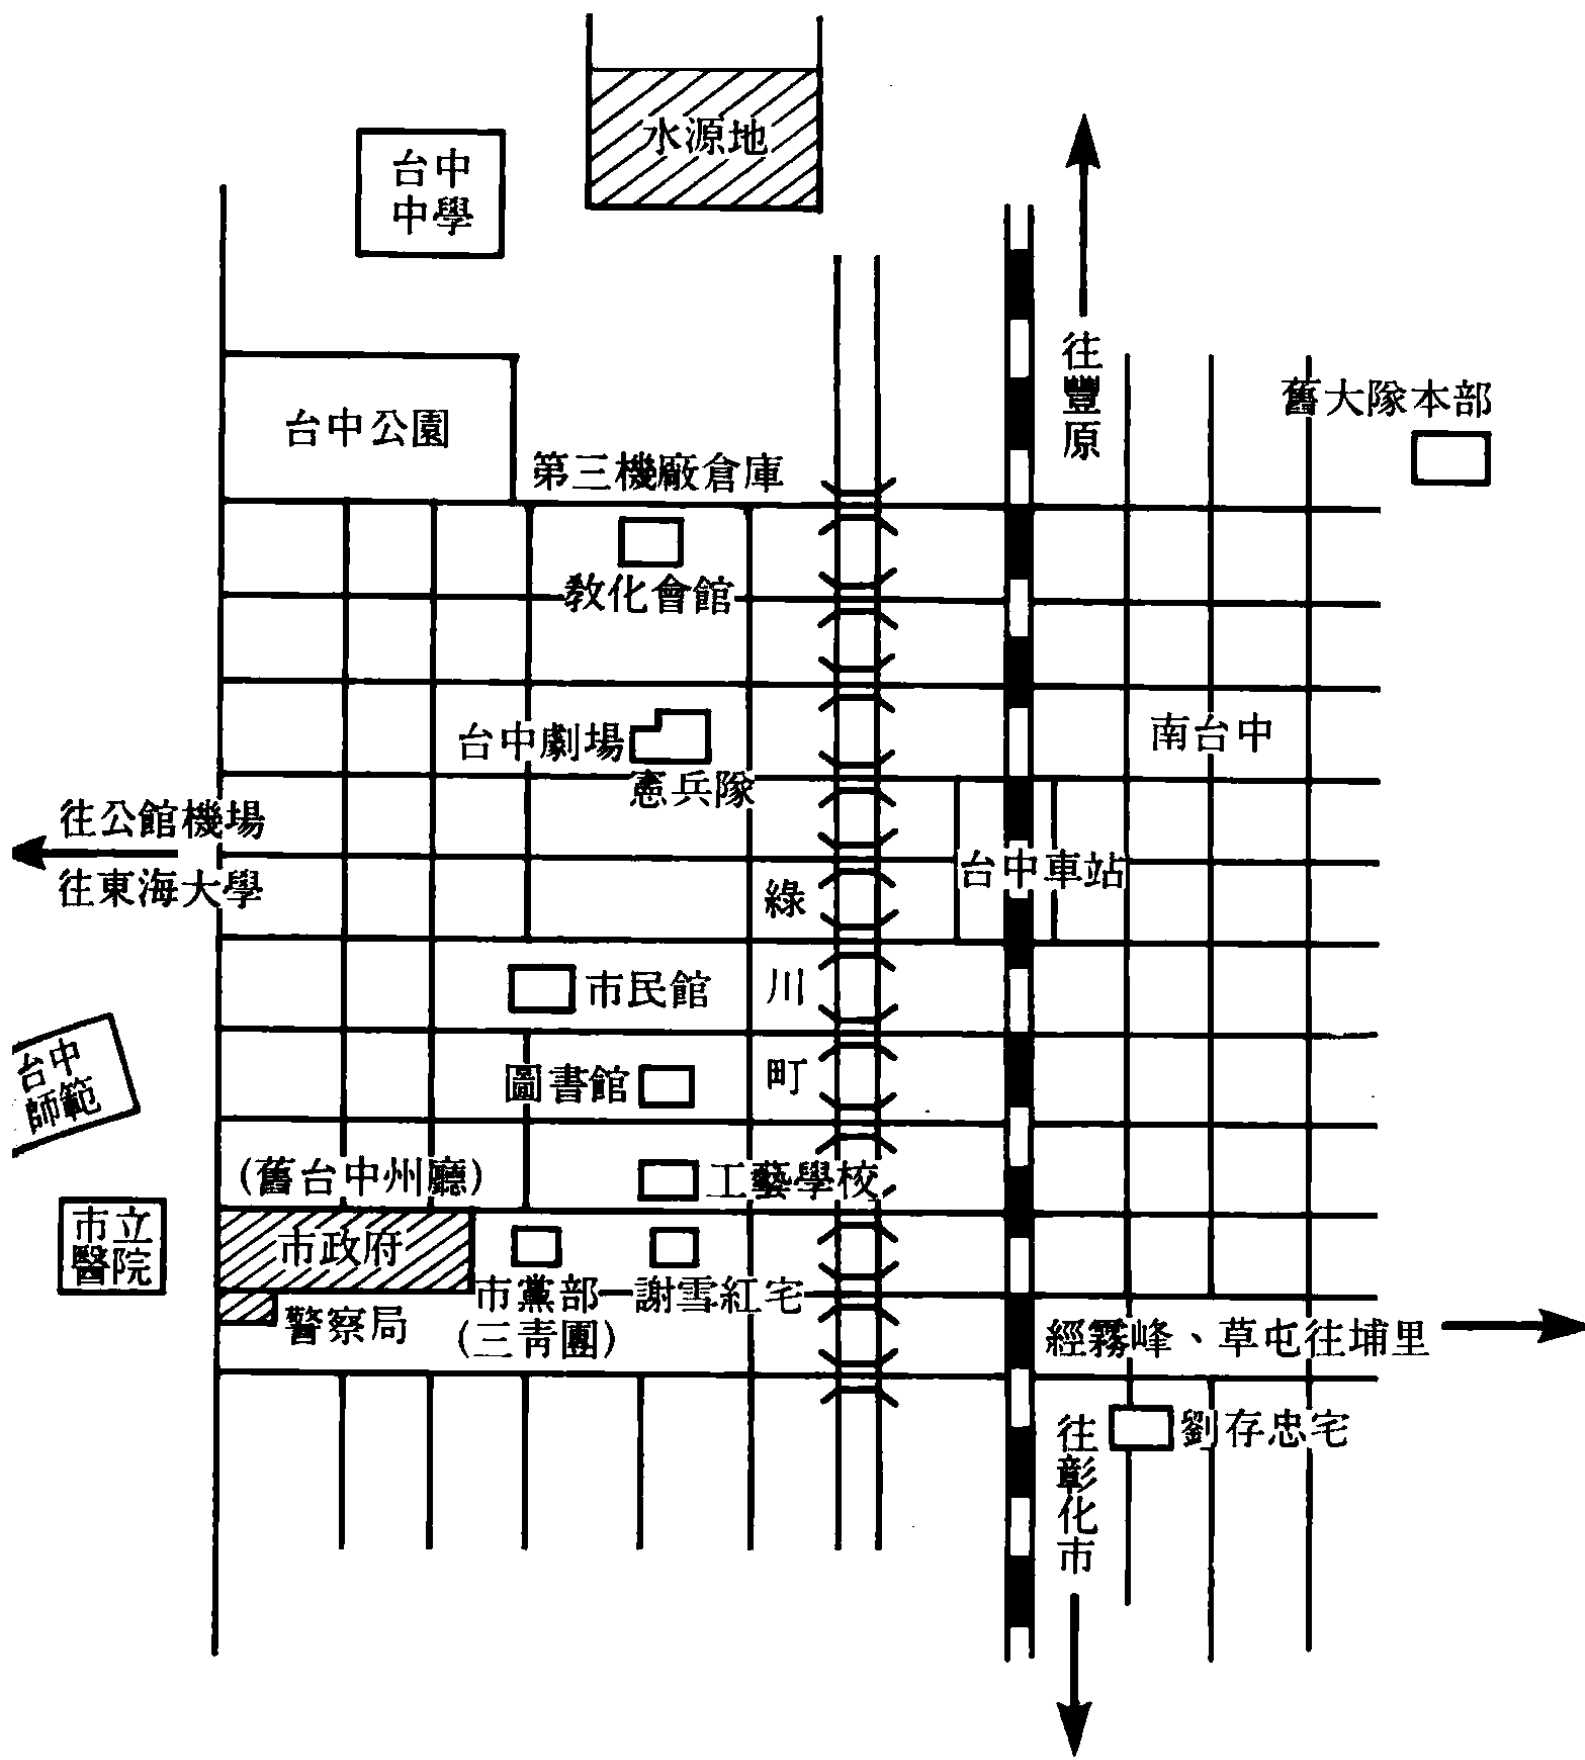 水源地
台中
中學
往豐原
舊大隊本部
台中公園
第三機廠倉庫
教化會館
南台中
台中劇場
憲兵隊
往公館機場
往東海大學
台中車站
綠川町
市民館
台中
師範
圖書館
(舊台中州廳)
工藝學校
市立
醫院
市政府
市黨部
(三青團)
謝雪紅宅
警察局
經霧峰、草屯往埔里
劉存忠宅
往彰化市